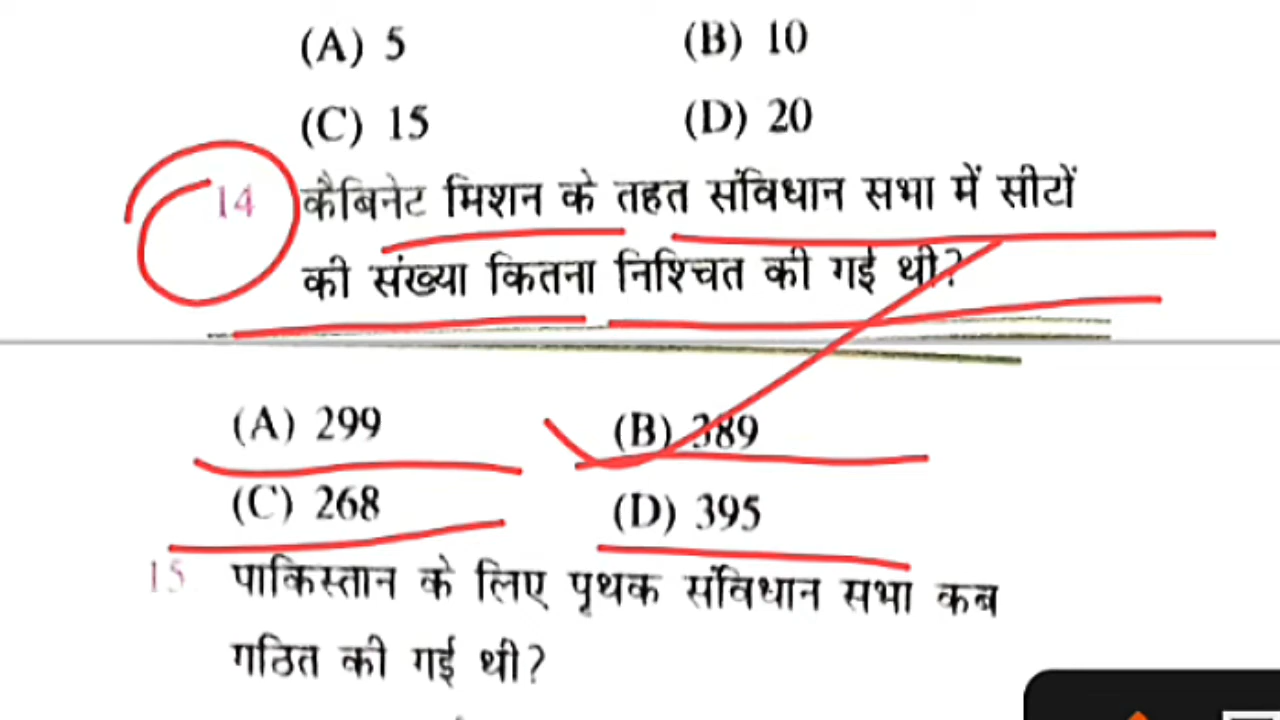 (A) 5 (B) 10
(C) 15 (D) 20
14 कैबिनेट मिशन के तहत संविधान सभा में सीटों
की संख्या कितना निश्चित की गई थी?
(A) 299 (B) 389
(C) 268 (D) 395
15. पाकिस्तान के लिए पृथक संविधान सभा कब
गठित की गई थी?